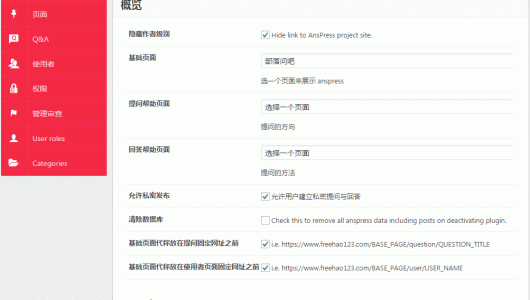 概览
页面
Q&A
使用者
权限
管理审查
User roles
Categories
隐藏作者级别
Hide link to AnsPress project site.
基础页面
部落问吧
选一个页面来展示 anspress
提问帮助页面
选择一个页面
提问的方向
回答帮助页面
选择一个页面
提问的方法
允许私密发布
允许用户建立私密提问与回答
清除数据库
Check this to remove all anspress data including posts on deactivating plugin.
基础页面代称放在提问固定网址之前
i.e. https://www.freehao123.com/BASE_PAGE/question/QUESTION_TITLE
基础页面代称放在使用者页面固定网址之前
i.e. https://www.freehao123.com/BASE_PAGE/user/USER_NAME